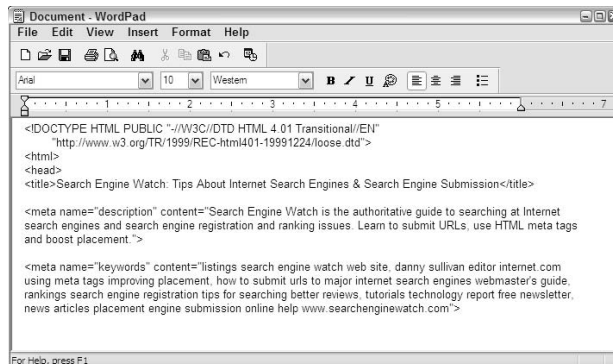 Document - WordPad
File Edit View Insert Format Help
Arial 10 Western B I U
1 2 3 4 5 7
<!DOCTYPE HTML PUBLIC "-//W3C//DTD HTML 4.01 Transitional//EN"
"http://www.w3.org/TR/1999/REC-html401-19991224/loose.dtd">
<html>
<head>
<title>Search Engine Watch: Tips About Internet Search Engines & Search Engine Submission</title>
<meta name="description" content="Search Engine Watch is the authoritative guide to searching at Internet
search engines and search engine registration and ranking issues. Learn to submit URLs, use HTML meta tags
and boost placement.">
<meta name="keywords" content="listings search engine watch web site, danny sullivan editor internet.com
using meta tags improving placement, how to submit urls to major internet search engines webmaster's guide,
rankings search engine registration tips for searching better reviews, tutorials technology report free newsletter,
news articles placement engine submission online help www.searchenginewatch.com">
For Help, press F1